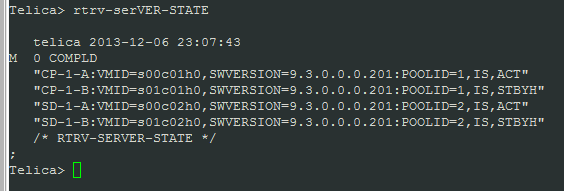 Telica> rtrv-serVER-STATE
telica 2013-12-06 23:07:43
M  0 COMPLD
"CP-1-A:VMID=s00c01h0,SWVERSION=9.3.0.0.0.201:POOLID=1,IS,ACT"
"CP-1-B:VMID=s01c01h0,SWVERSION=9.3.0.0.0.201:POOLID=1,IS,STBYH"
"SD-1-A:VMID=s00c02h0,SWVERSION=9.3.0.0.0.201:POOLID=2,IS,ACT"
"SD-1-B:VMID=s01c02h0,SWVERSION=9.3.0.0.0.201:POOLID=2,IS,STBYH"
/* RTRV-SERVER-STATE */
;
Telica>